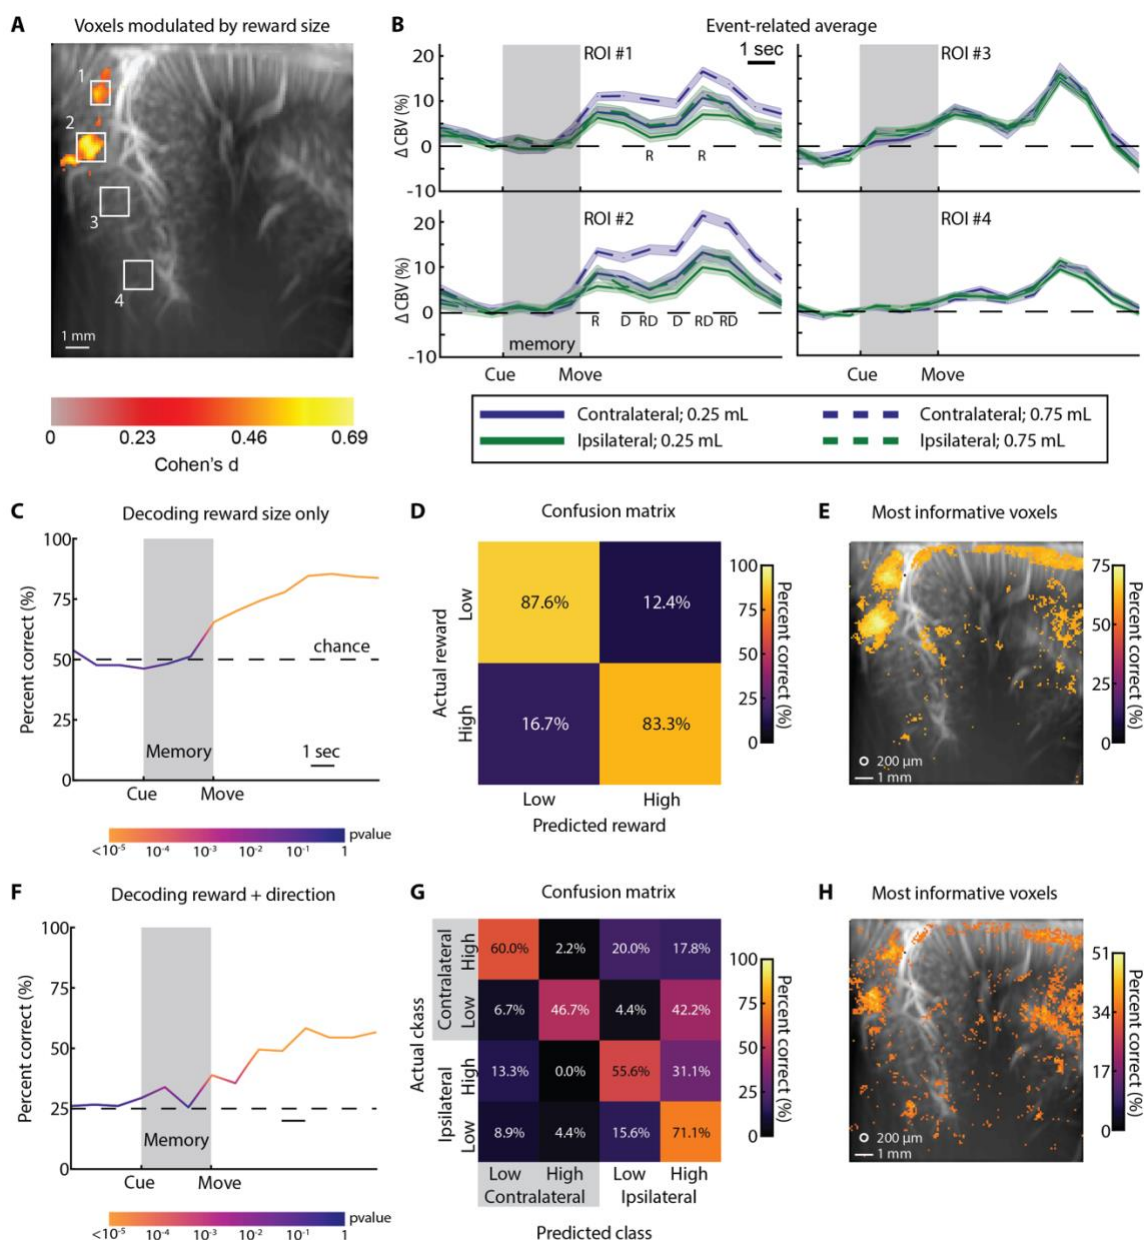 A Voxels modulated by reward size
1
2
3
4
1 mm
0 0.23 0.46 0.69
Cohen's d
B Event-related average
1 sec
ROI #1
Δ CBV (%)
20
10
0
-10
R R
ROI #3
ROI #2
Δ CBV (%)
20
10
0
-10
R D RD D RD RD
memory
Cue Move
ROI #4
Cue Move
Contralateral; 0.25 mL Contralateral; 0.75 mL
Ipsilateral; 0.25 mL Ipsilateral; 0.75 mL
C Decoding reward size only
Percent correct (%)
100
75
50
25
0
chance
Memory
1 sec
Cue Move
<10-5 10-4 10-3 10-2 10-1 1
pvalue
D Confusion matrix
Actual reward
Low
High
87.6% 12.4%
16.7% 83.3%
Low High
Predicted reward
100
75
50
25
0
Percent correct (%)
E Most informative voxels
200 µm
1 mm
75
50
25
0
Percent correct (%)
F Decoding reward + direction
Percent correct (%)
100
75
50
25
0
Memory
Cue Move
<10-5 10-4 10-3 10-2 10-1 1
pvalue
G Confusion matrix
Actual class
Contralateral
High
Low
Ipsilateral
High
Low
60.0% 2.2% 20.0% 17.8%
6.7% 46.7% 4.4% 42.2%
13.3% 0.0% 55.6% 31.1%
8.9% 4.4% 15.6% 71.1%
Low High Low High
Contralateral Ipsilateral
Predicted class
100
75
50
25
0
Percent correct (%)
H Most informative voxels
200 µm
1 mm
51
34
17
0
Percent correct (%)